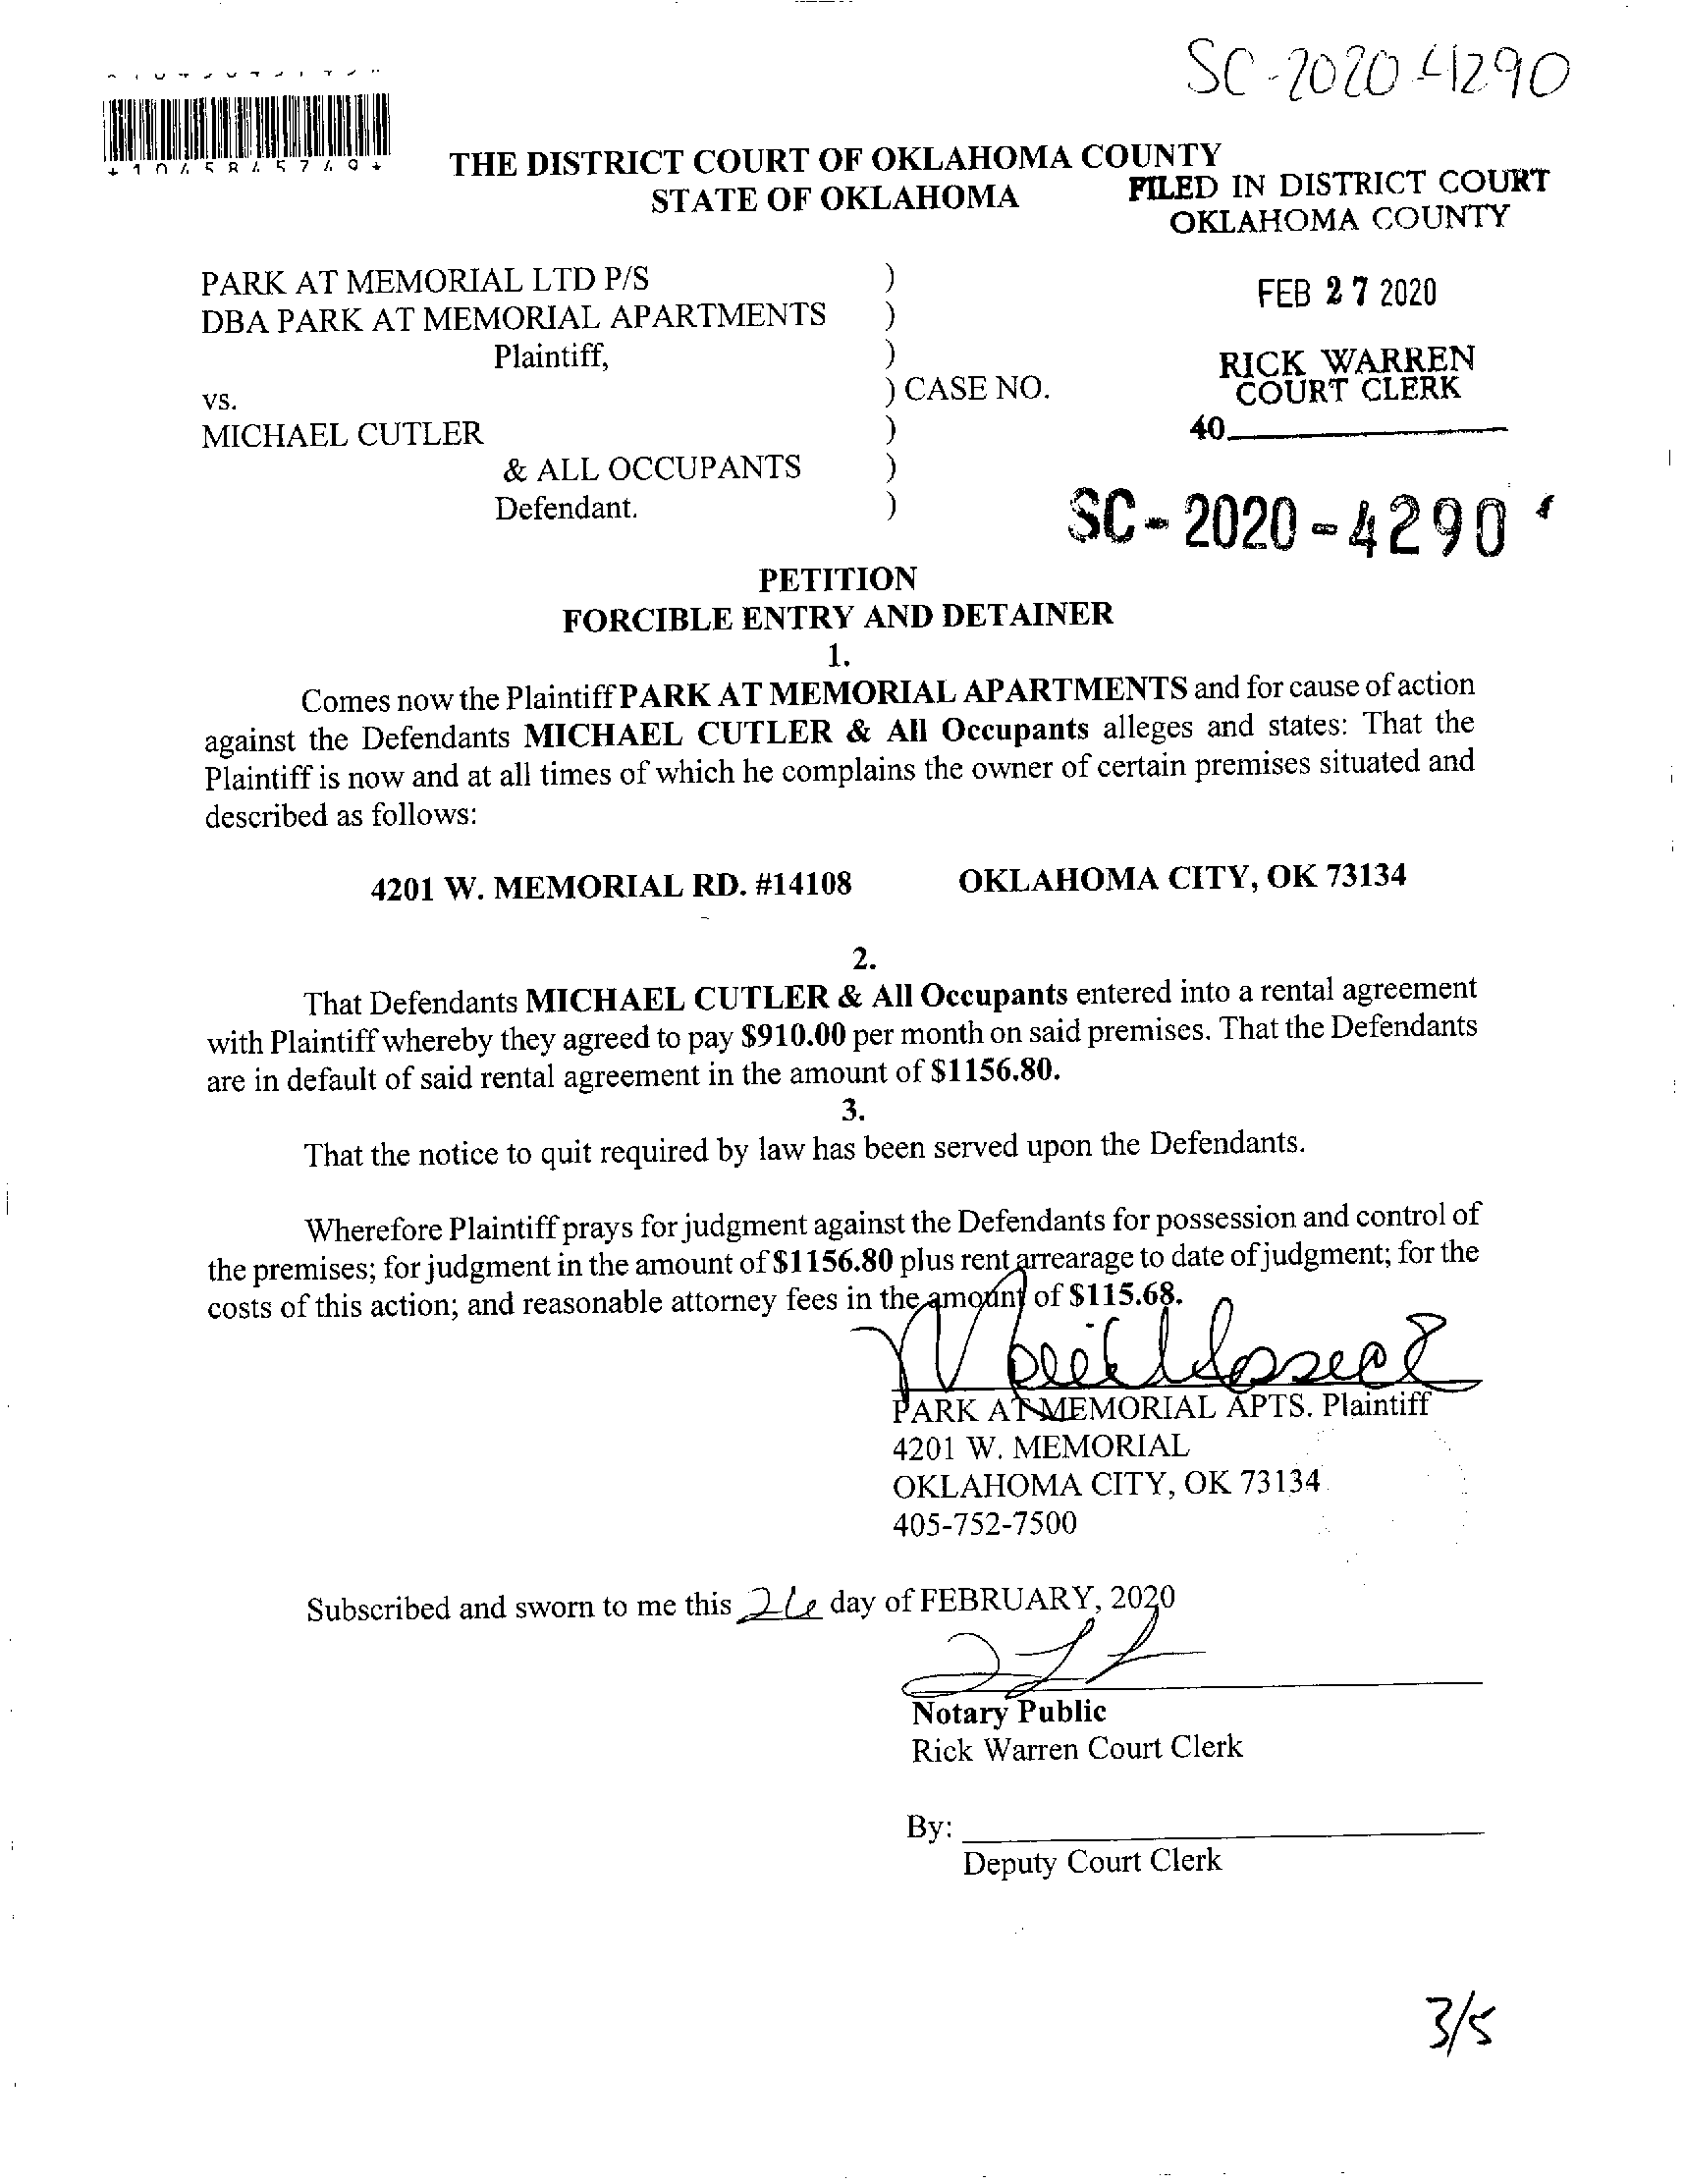 SC-2020-4290
THE DISTRICT COURT OF OKLAHOMA COUNTY
STATE OF OKLAHOMA
FILED IN DISTRICT COURT
OKLAHOMA COUNTY
FEB 27 2020
RICK WARREN
COURT CLERK
40
PARK AT MEMORIAL LTD P/S )
DBA PARK AT MEMORIAL APARTMENTS )
Plaintiff, )
vs. ) CASE NO.
MICHAEL CUTLER )
& ALL OCCUPANTS )
Defendant. )
SC-2020-4290
PETITION
FORCIBLE ENTRY AND DETAINER
1.
Comes now the Plaintiff PARK AT MEMORIAL APARTMENTS and for cause of action
against the Defendants MICHAEL CUTLER & All Occupants alleges and states: That the
Plaintiff is now and at all times of which he complains the owner of certain premises situated and
described as follows:
4201 W. MEMORIAL RD. #14108 OKLAHOMA CITY, OK 73134
2.
That Defendants MICHAEL CUTLER & All Occupants entered into a rental agreement
with Plaintiff whereby they agreed to pay $910.00 per month on said premises. That the Defendants
are in default of said rental agreement in the amount of $1156.80.
3.
That the notice to quit required by law has been served upon the Defendants.
Wherefore Plaintiff prays for judgment against the Defendants for possession and control of
the premises; for judgment in the amount of $1156.80 plus rent arrearage to date of judgment; for the
costs of this action; and reasonable attorney fees in the amount of $115.68.
PARK AT MEMORIAL APTS. Plaintiff
4201 W. MEMORIAL
OKLAHOMA CITY, OK 73134
405-752-7500
Subscribed and sworn to me this 26 day of FEBRUARY, 2020
Notary Public
Rick Warren Court Clerk
By:
Deputy Court Clerk
3/5